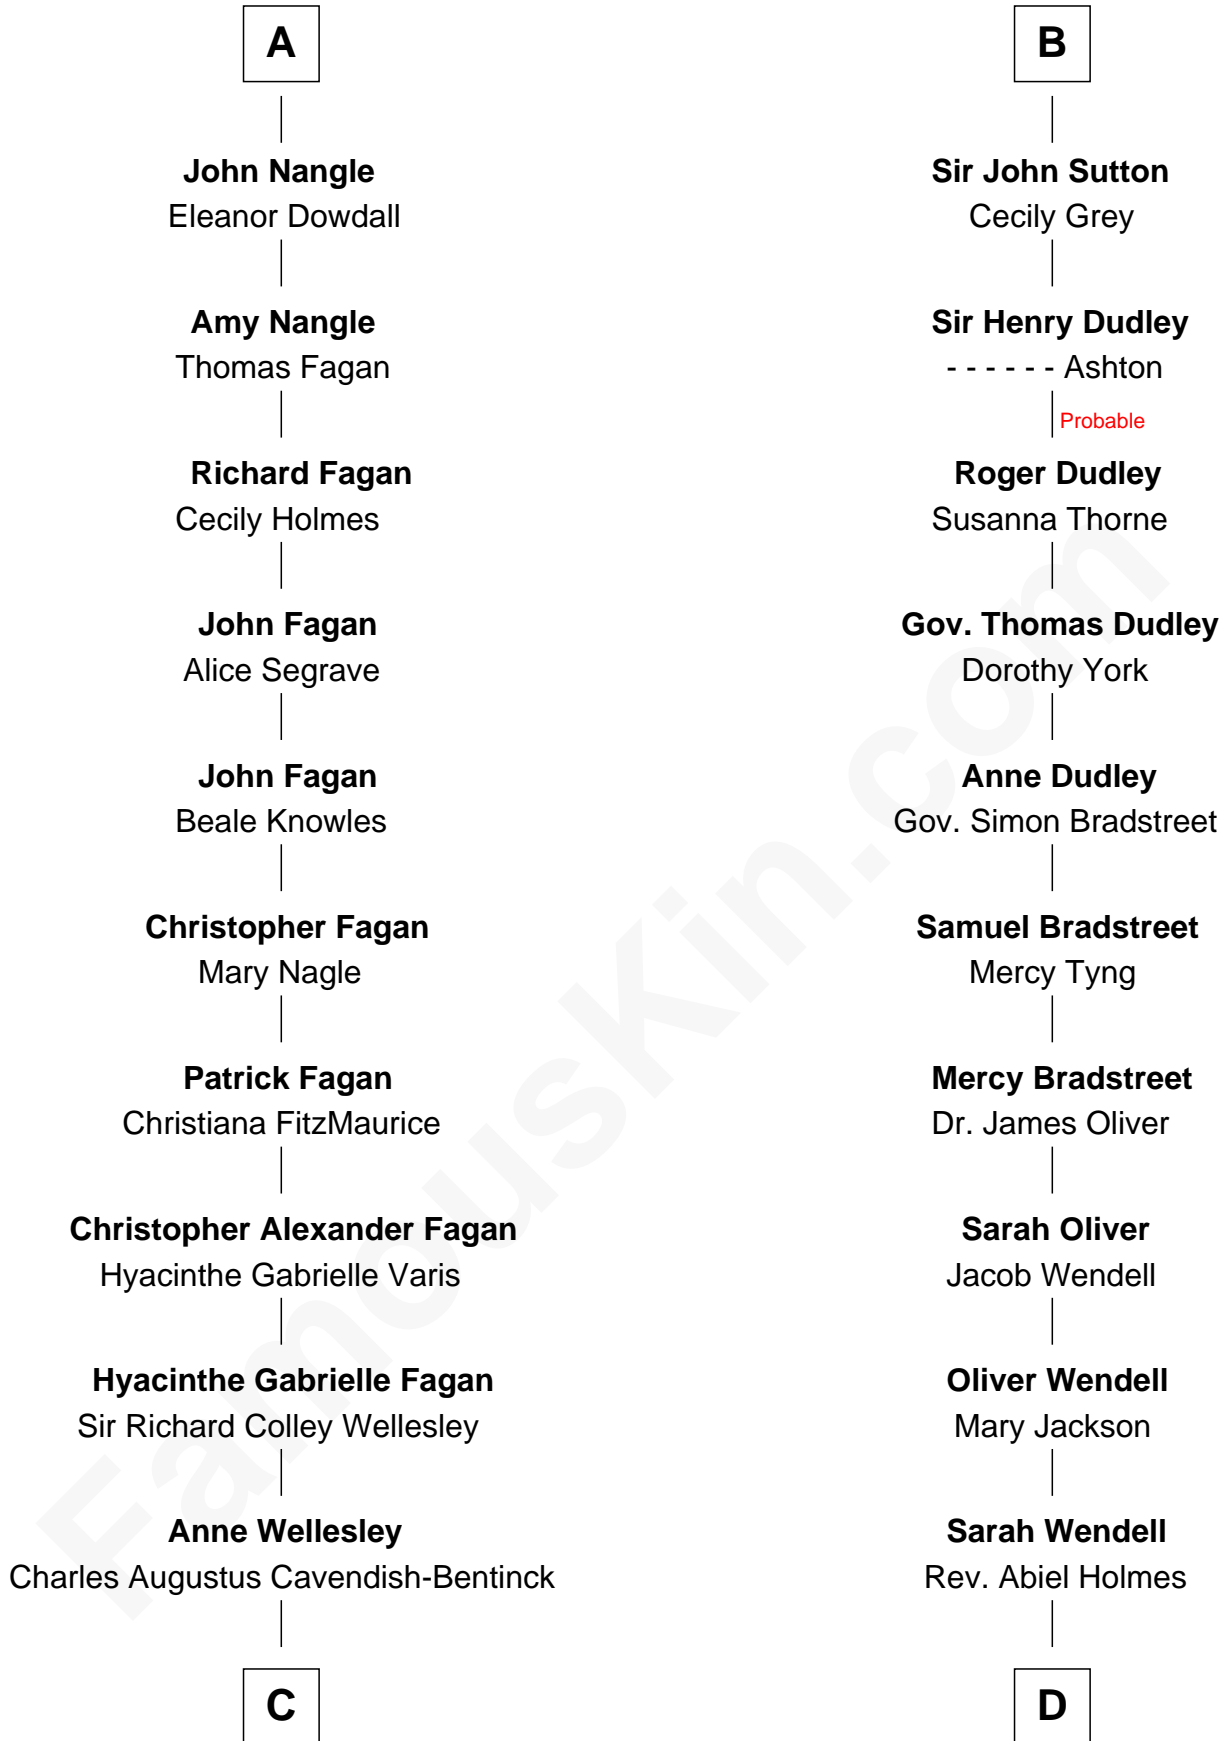 A
John Nangle
Eleanor Dowdall
Amy Nangle
Thomas Fagan
Richard Fagan
Cecily Holmes
John Fagan
Alice Segrave
John Fagan
Beale Knowles
Christopher Fagan
Mary Nagle
Patrick Fagan
Christiana FitzMaurice
Christopher Alexander Fagan
Hyacinthe Gabrielle Varis
Hyacinthe Gabrielle Fagan
Sir Richard Colley Wellesley
Anne Wellesley
Charles Augustus Cavendish-Bentinck
C
B
Sir John Sutton
Cecily Grey
Sir Henry Dudley
- - - - - - Ashton
Probable
Roger Dudley
Susanna Thorne
Gov. Thomas Dudley
Dorothy York
Anne Dudley
Gov. Simon Bradstreet
Samuel Bradstreet
Mercy Tyng
Mercy Bradstreet
Dr. James Oliver
Sarah Oliver
Jacob Wendell
Oliver Wendell
Mary Jackson
Sarah Wendell
Rev. Abiel Holmes
D
FamousKin.com